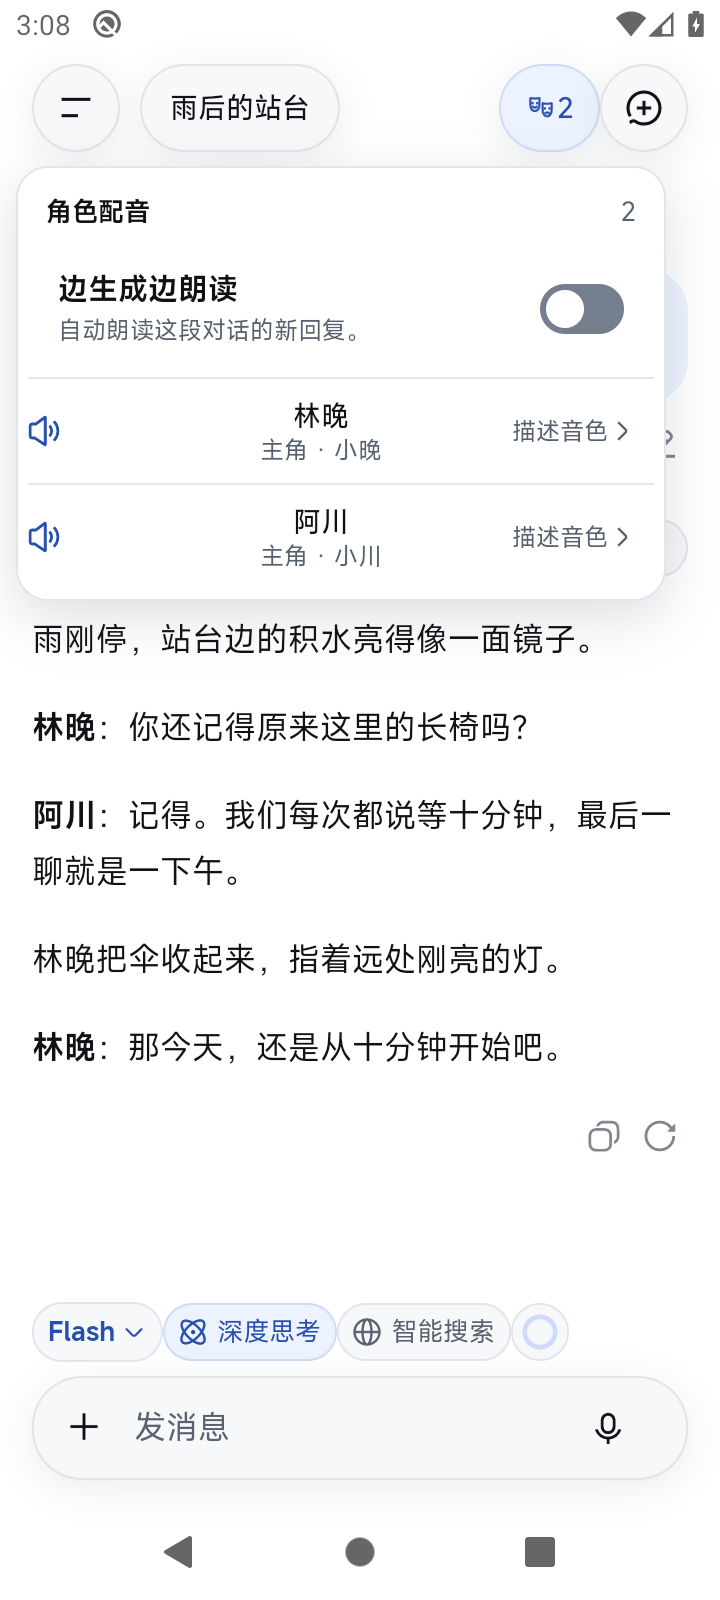 3:08
雨后的站台
2
角色配音
2
边生成边朗读
自动朗读这段对话的新回复。
林晚
主角 · 小晚
描述音色
阿川
主角 · 小川
描述音色
雨刚停，站台边的积水亮得像一面镜子。
林晚：你还记得原来这里的长椅吗？
阿川：记得。我们每次都说等十分钟，最后一
聊就是一下午。
林晚把伞收起来，指着远处刚亮的灯。
林晚：那今天，还是从十分钟开始吧。
Flash
深度思考
智能搜索
发消息